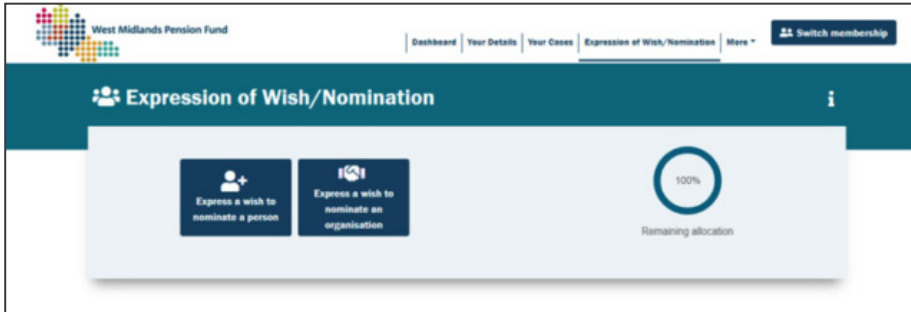 West Midlands Pension Fund
Dashboard Your Details Your Cases Expression of Wish/Nomination More
Switch membership
Expression of Wish/Nomination
i
Express a wish to
nominate a person
Express a wish to
nominate an
organisation
100%
Remaining allocation